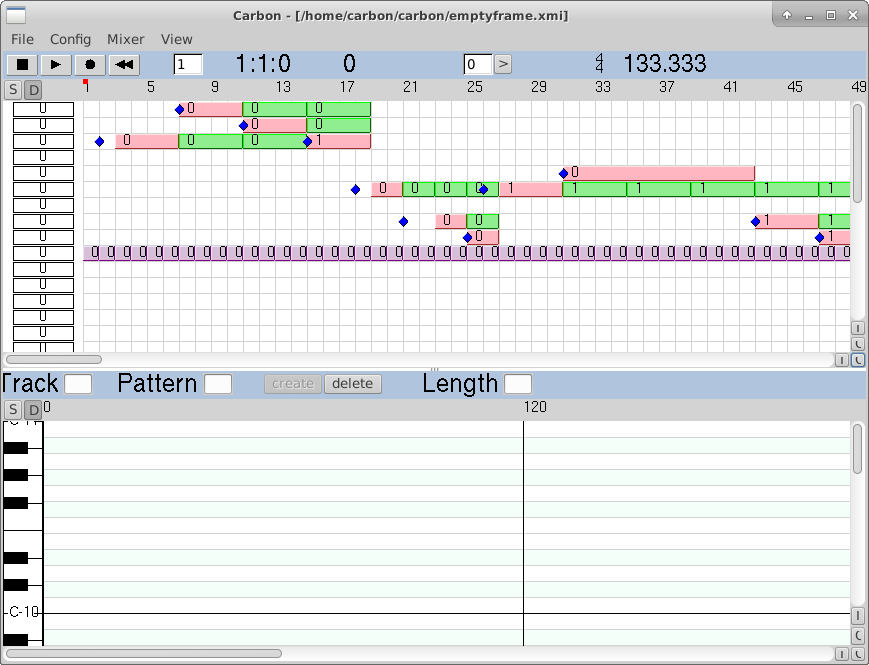 Carbon - [/home/carbon/carbon/emptyframe.xmi]
File Config Mixer View
1 1:1:0 0 0 > 4 4 133.333
S D 1 5 9 13 17 21 25 29 33 37 41 45 49
0 0 0 0
0 0 0
0 0 0 0 1
0
0 0
0 0 0 0 0 1 1 1 1 1 1
0
0 0 0 1 1
0 0 1
0 0 0 0 0 0 0 0 0 0 0 0 0 0 0 0 0 0 0 0 0 0 0 0 0 0 0 0 0 0 0 0 0 0 0 0 0 0 0 0 0 0 0 0 0 0 0 0 0
0
0
0
0
0
0
Track Pattern create delete Length
S D 0 120
C-10